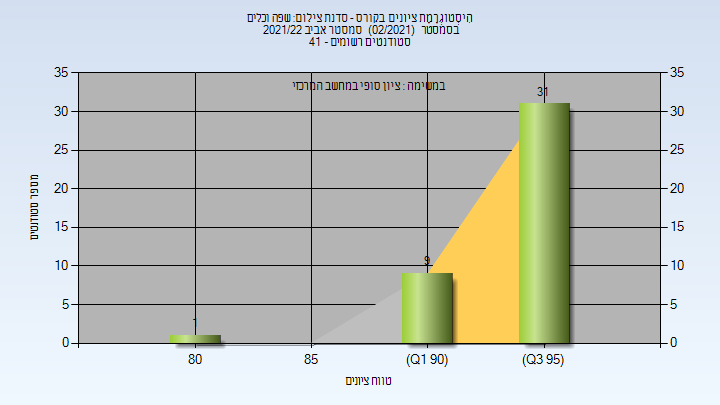 היסטוגרמת ציונים בקורס - סדנת צילום: שפה וכלים
בסמסטר (02/2021) סמסטר אביב 2021/22
סטודנטים רשומים - 41
במשימה : ציון סופי במחשב המרכזי
35
30
25
20
15
10
5
0
35
30
25
20
15
10
5
0
מספר סטודנטים
1
9
31
80
85
(Q1 90)
(Q3 95)
טווח ציונים